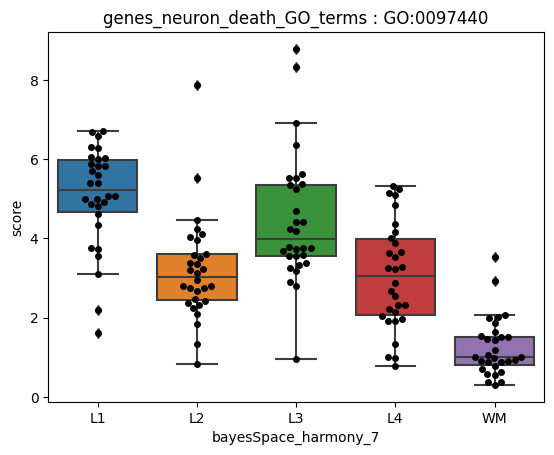 genes_neuron_death_GO_terms : GO:0097440
score
8
6
4
2
0
L1 L2 L3 L4 WM
bayesSpace_harmony_7